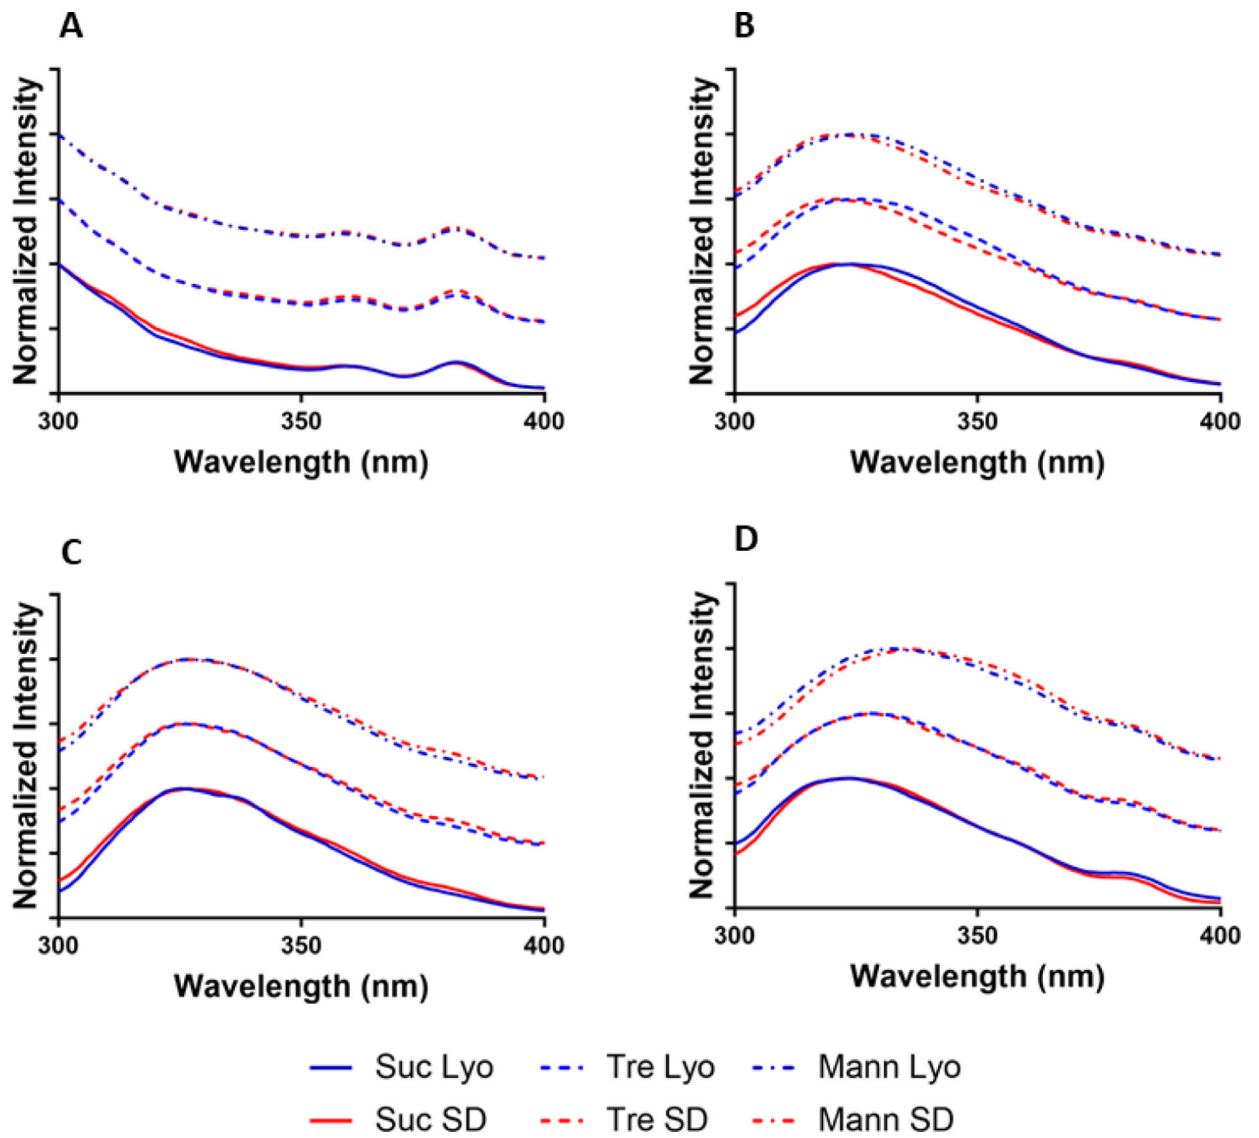 A
Normalized Intensity
300 350 400
Wavelength (nm)
B
Normalized Intensity
300 350 400
Wavelength (nm)
C
Normalized Intensity
300 350 400
Wavelength (nm)
D
Normalized Intensity
300 350 400
Wavelength (nm)
Suc Lyo Tre Lyo Mann Lyo
Suc SD Tre SD Mann SD